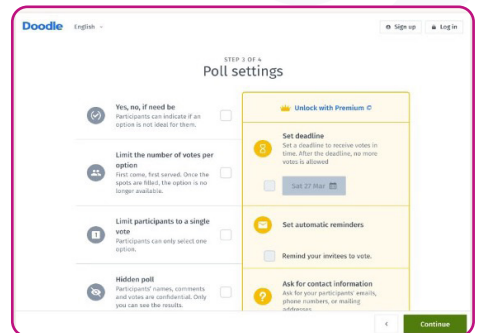 Doodle English
Sign up Log in
STEP 3 OF 4
Poll settings
Yes, no, if need be
Participants can indicate if an
option is not ideal for them.
Limit the number of votes per
option
First come, first served. Once the
spots are filled, the option is no
longer available.
Limit participants to a single
vote
Participants can only select one
option.
Hidden poll
Participants' names, comments
and votes are confidential. Only
you can see the results.
Unlock with Premium
Set deadline
Set a deadline to receive votes in
time. After the deadline, no more
votes is allowed
Sat 27 Mar
Set automatic reminders
Remind your invitees to vote.
Ask for contact information
Ask for your participants' emails,
phone numbers, or mailing
addresses.
Continue